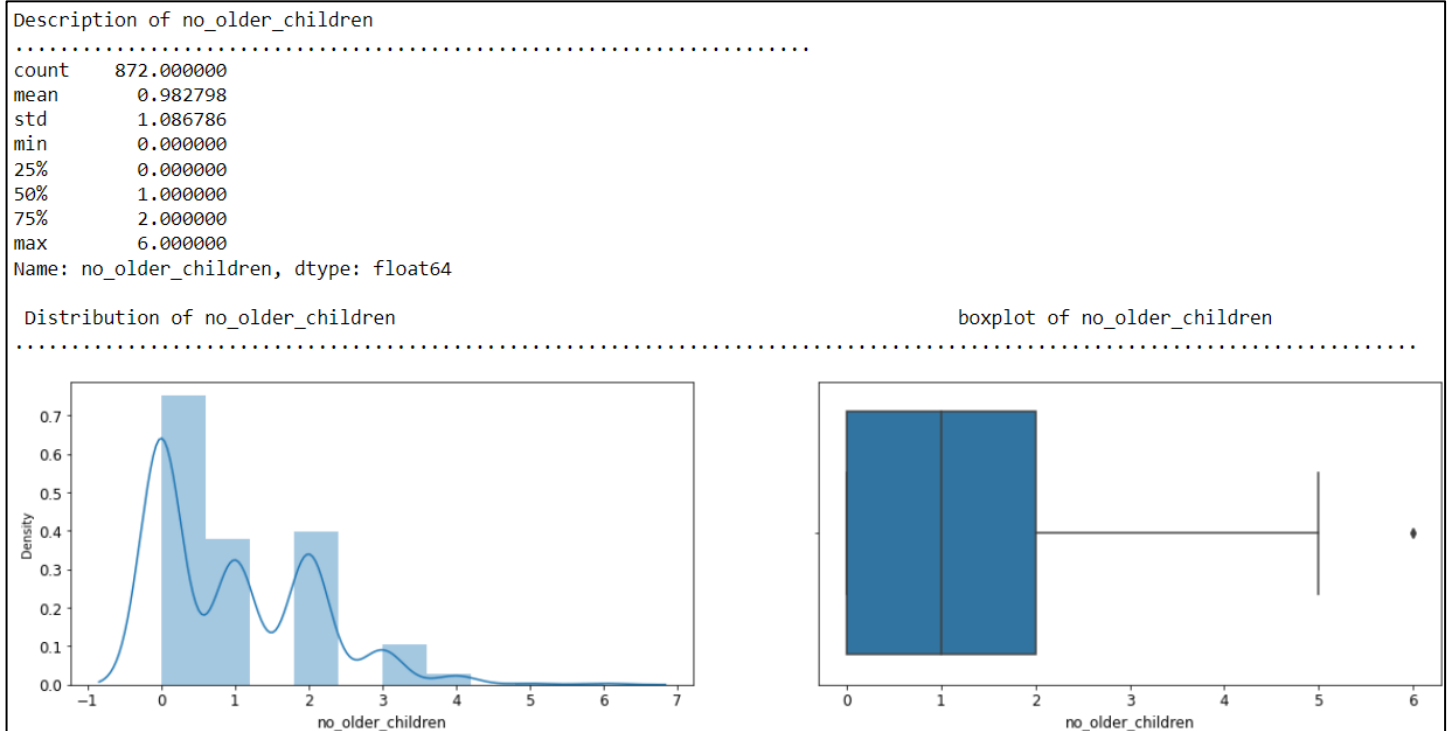 Description of no_older_children
.......................................................................
count    872.000000
mean       0.982798
std        1.086786
min        0.000000
25%        0.000000
50%        1.000000
75%        2.000000
max        6.000000
Name: no_older_children, dtype: float64
Distribution of no_older_children                                                  boxplot of no_older_children
.............................................................................................................................
0.7
0.6
0.5
0.4
0.3
0.2
0.1
0.0
Density
−1 0 1 2 3 4 5 6 7
no_older_children
0 1 2 3 4 5 6
no_older_children